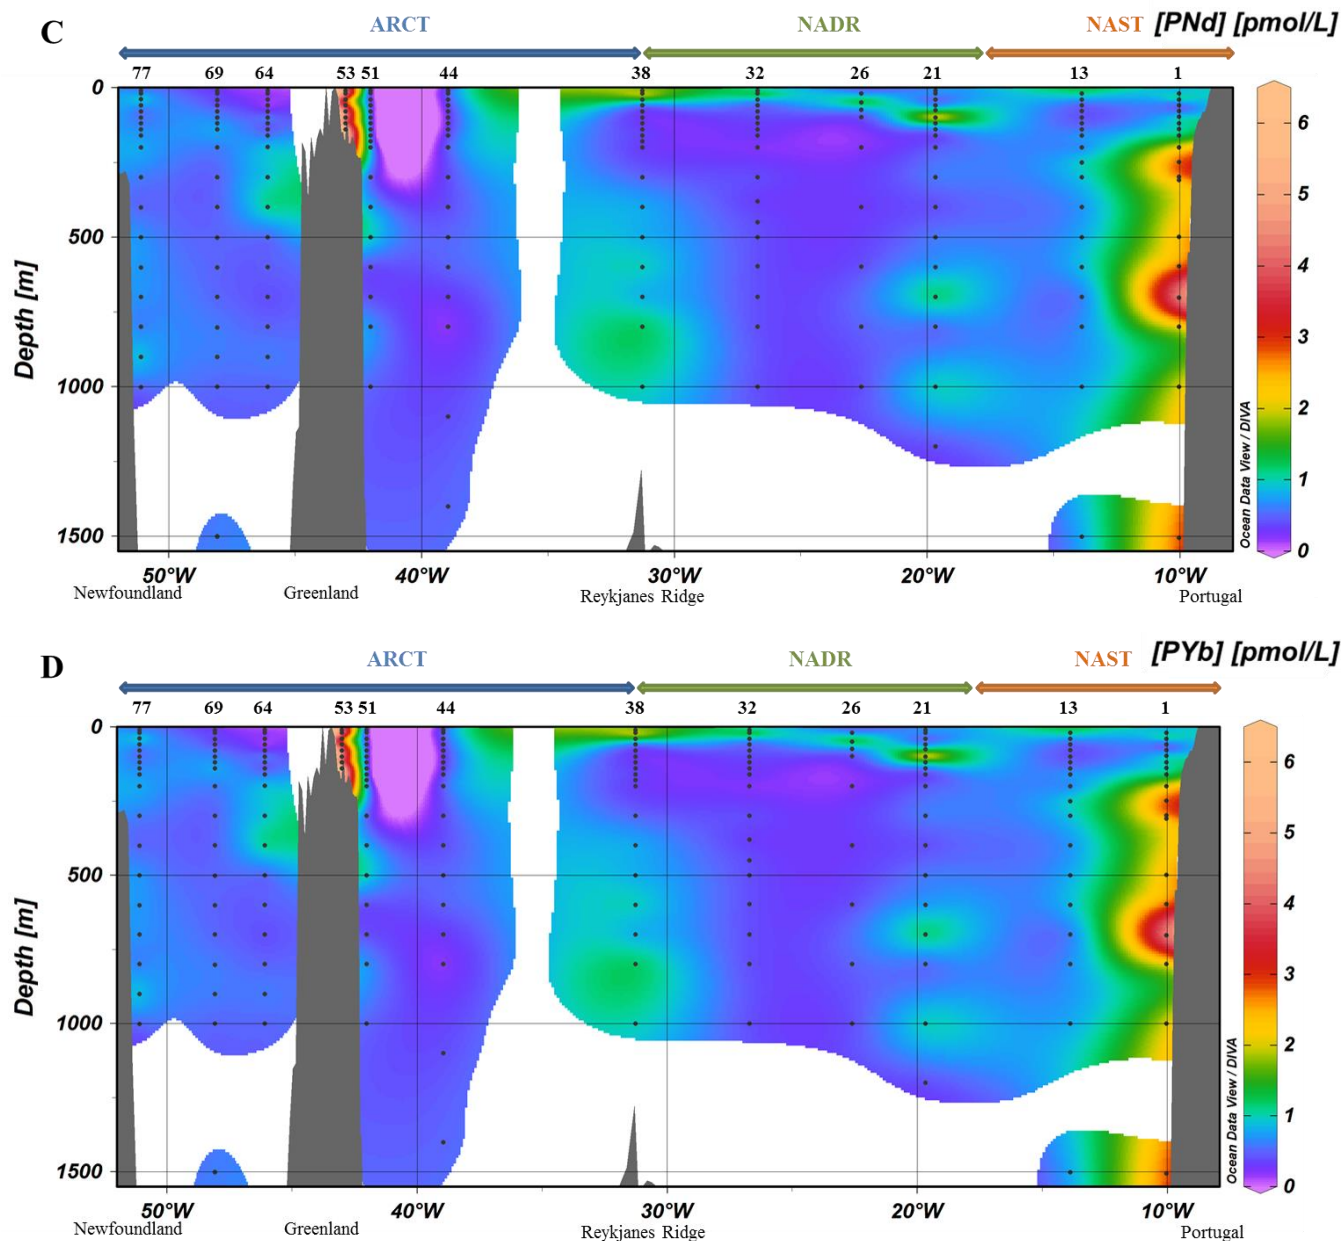 C
ARCT
NADR
NAST
[PNd] [pmol/L]
77 69 64 53 51 44 38 32 26 21 13 1
0
500
1000
1500
Depth [m]
50°W 40°W 30°W 20°W 10°W
Newfoundland Greenland Reykjanes Ridge Portugal
Ocean Data View / DIVA
6
5
4
3
2
1
0
D
ARCT
NADR
NAST
[PYb] [pmol/L]
77 69 64 53 51 44 38 32 26 21 13 1
0
500
1000
1500
Depth [m]
50°W 40°W 30°W 20°W 10°W
Newfoundland Greenland Reykjanes Ridge Portugal
Ocean Data View / DIVA
6
5
4
3
2
1
0